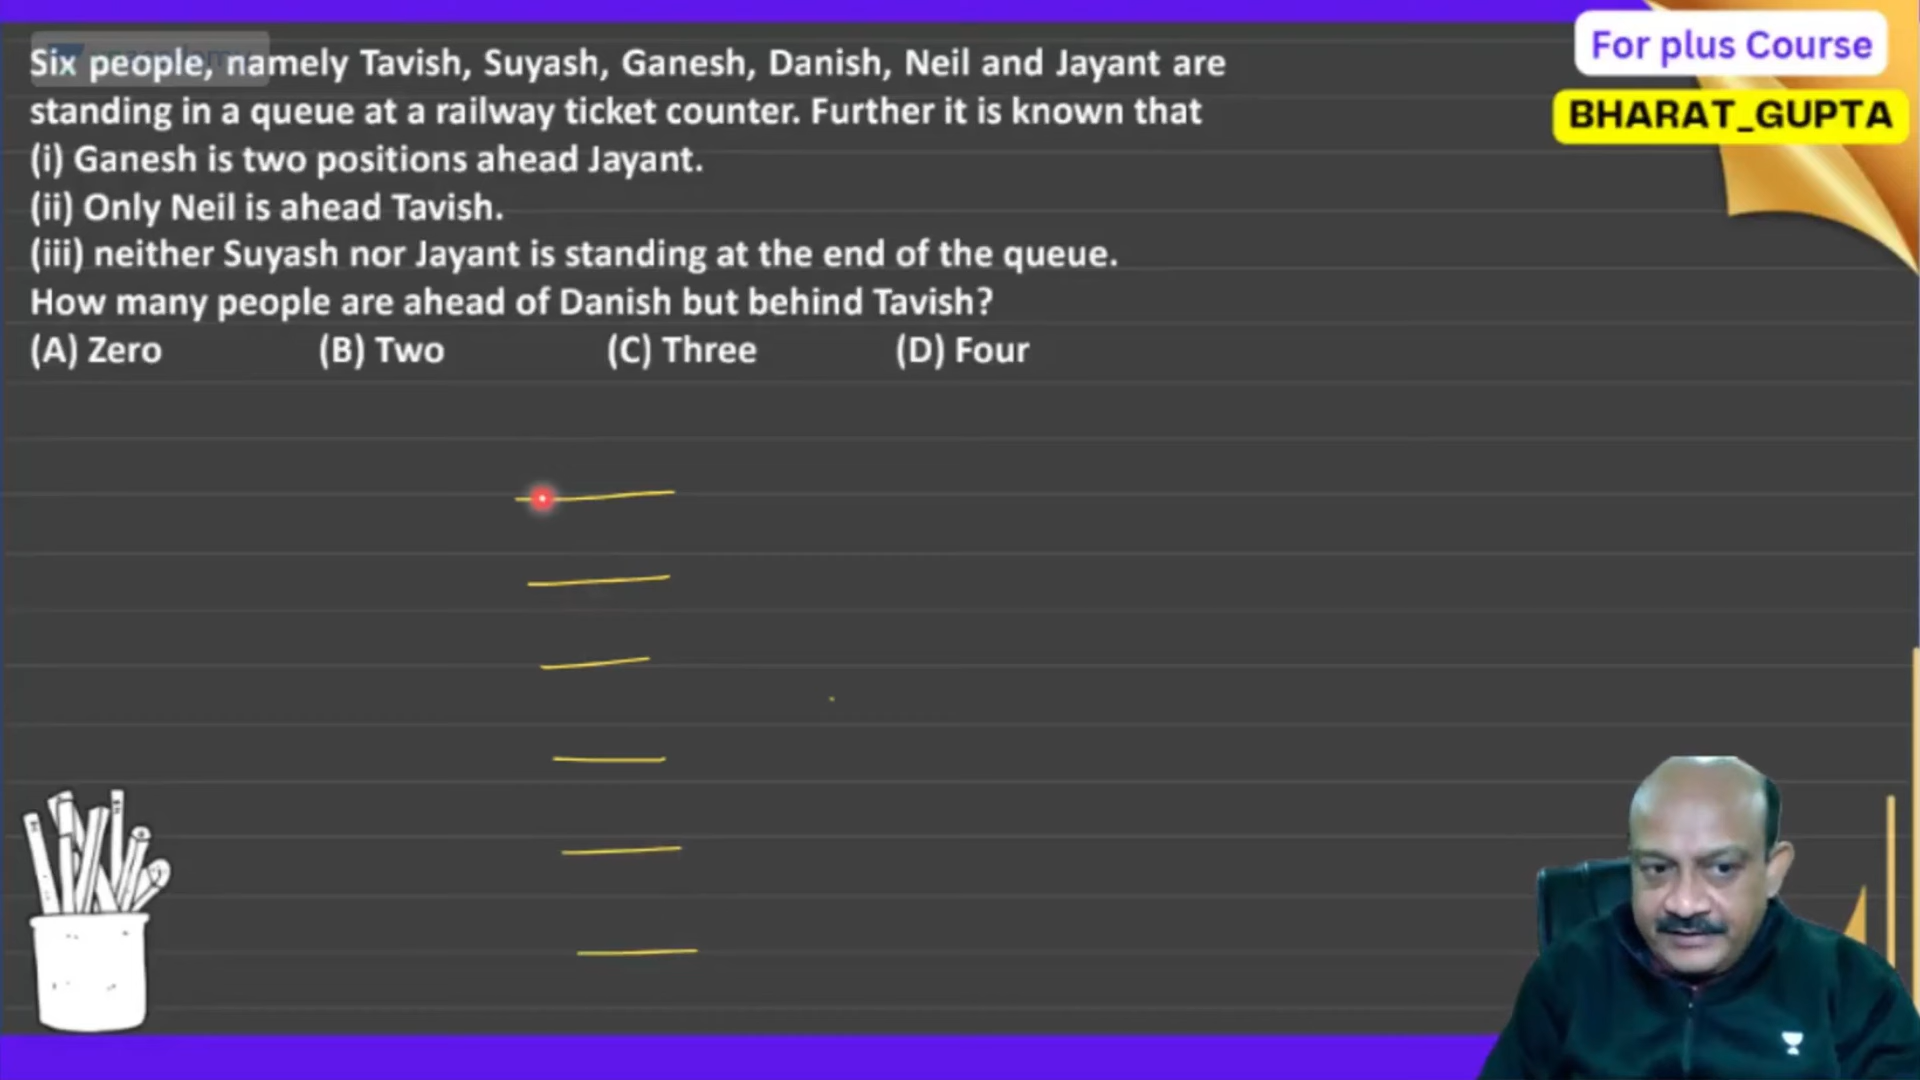 Six people, namely Tavish, Suyash, Ganesh, Danish, Neil and Jayant are
standing in a queue at a railway ticket counter. Further it is known that
(i) Ganesh is two positions ahead Jayant.
(ii) Only Neil is ahead Tavish.
(iii) neither Suyash nor Jayant is standing at the end of the queue.
How many people are ahead of Danish but behind Tavish?
(A) Zero (B) Two (C) Three (D) Four
For plus Course
BHARAT_GUPTA